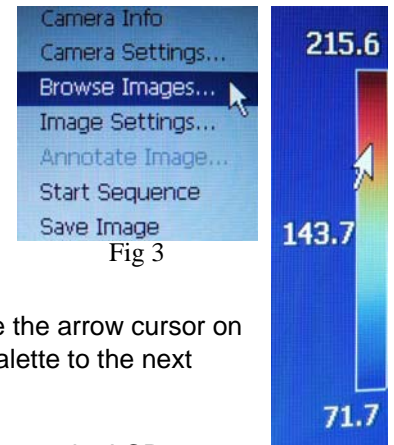 Camera Info
Camera Settings...
Browse Images...
Image Settings...
Annotate Image...
Start Sequence
Save Image
Fig 3
215.6
143.7
71.7
e the arrow cursor on
alette to the next